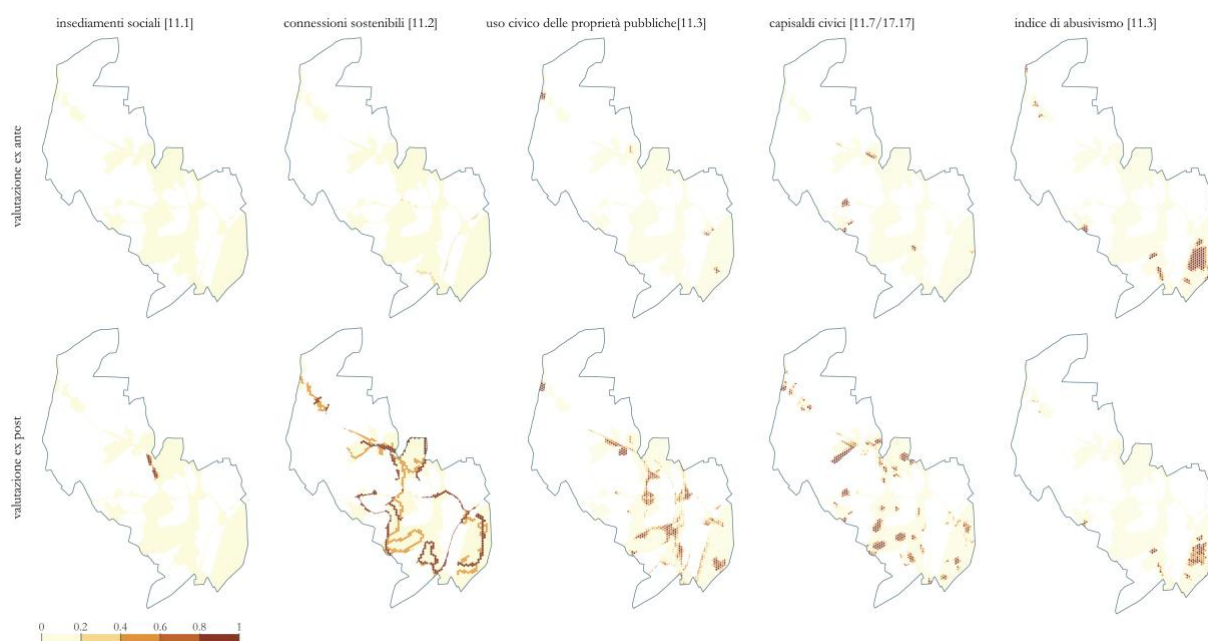 insediamenti sociali [11.1]
connessioni sostenibili [11.2]
uso civico delle proprietà pubbliche[11.3]
capisaldi civici [11.7/17.17]
indice di abusivismo [11.3]
valutazione ex ante
valutazione ex post
0 0.2 0.4 0.6 0.8 1